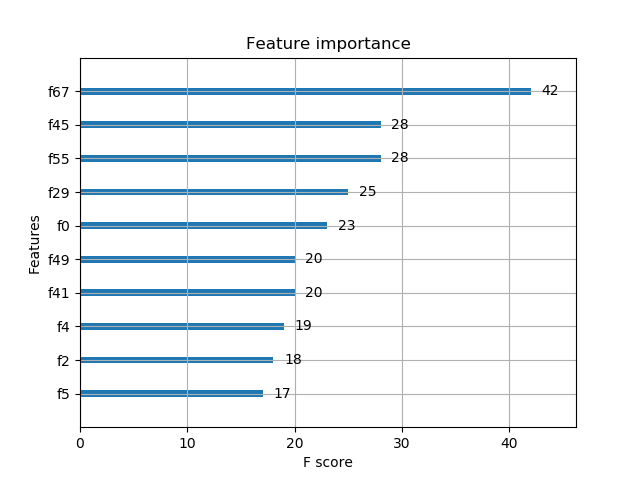 Feature importance
f67 42
f45 28
f55 28
f29 25
f0 23
f49 20
f41 20
f4 19
f2 18
f5 17
Features
0 10 20 30 40
F score